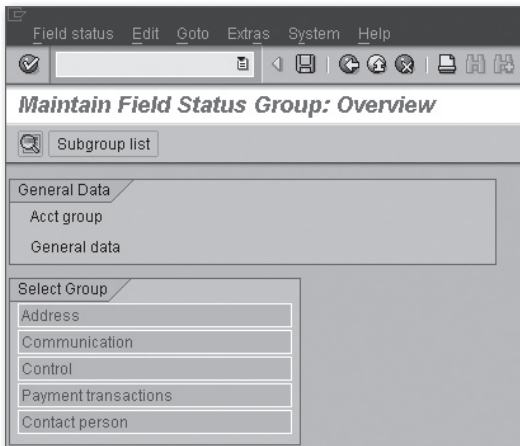 Field status Edit Goto Extras System Help
Maintain Field Status Group: Overview
Subgroup list
General Data
Acct group
General data
Select Group
Address
Communication
Control
Payment transactions
Contact person